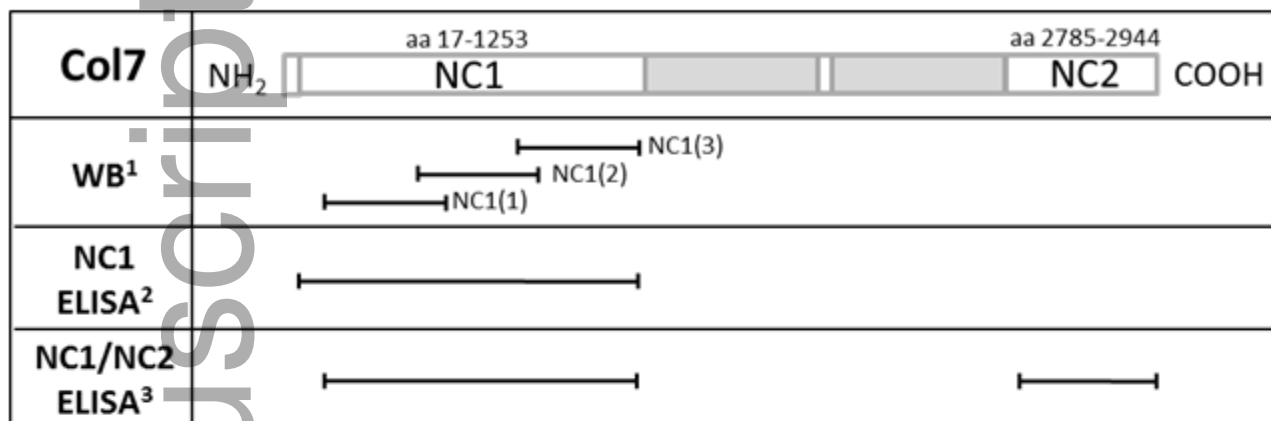 aa 17-1253
aa 2785-2944
Col7
NH2
NC1
NC2
COOH
WB1
NC1(3)
NC1(2)
NC1(1)
NC1
ELISA2
NC1/NC2
ELISA3